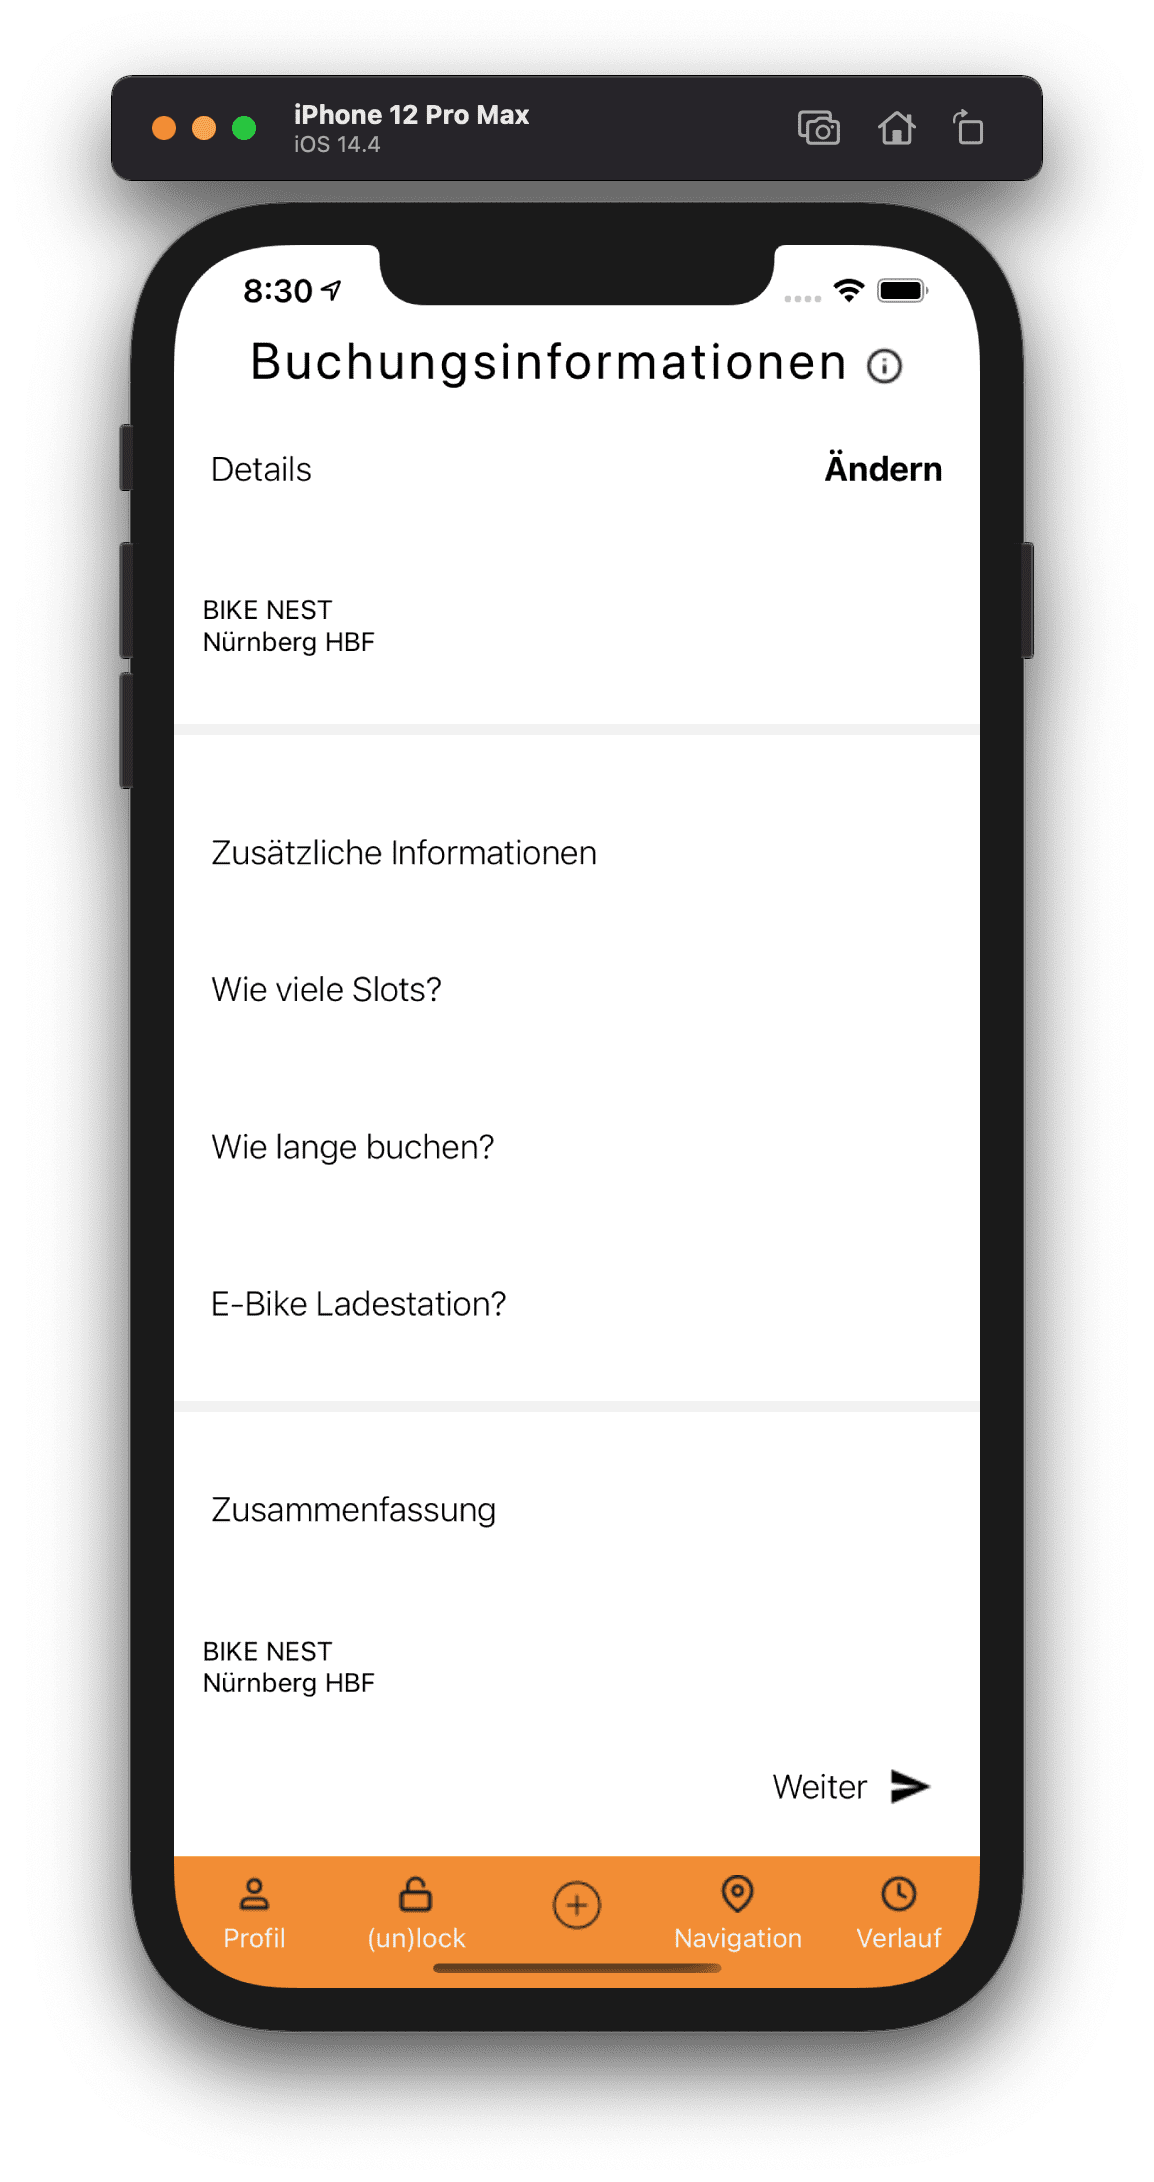 iPhone 12 Pro Max
iOS 14.4
8:30
Buchungsinformationen
Details
Ändern
BIKE NEST
Nürnberg HBF
Zusätzliche Informationen
Wie viele Slots?
Wie lange buchen?
E-Bike Ladestation?
Zusammenfassung
BIKE NEST
Nürnberg HBF
Weiter
Profil
(un)lock
Navigation
Verlauf